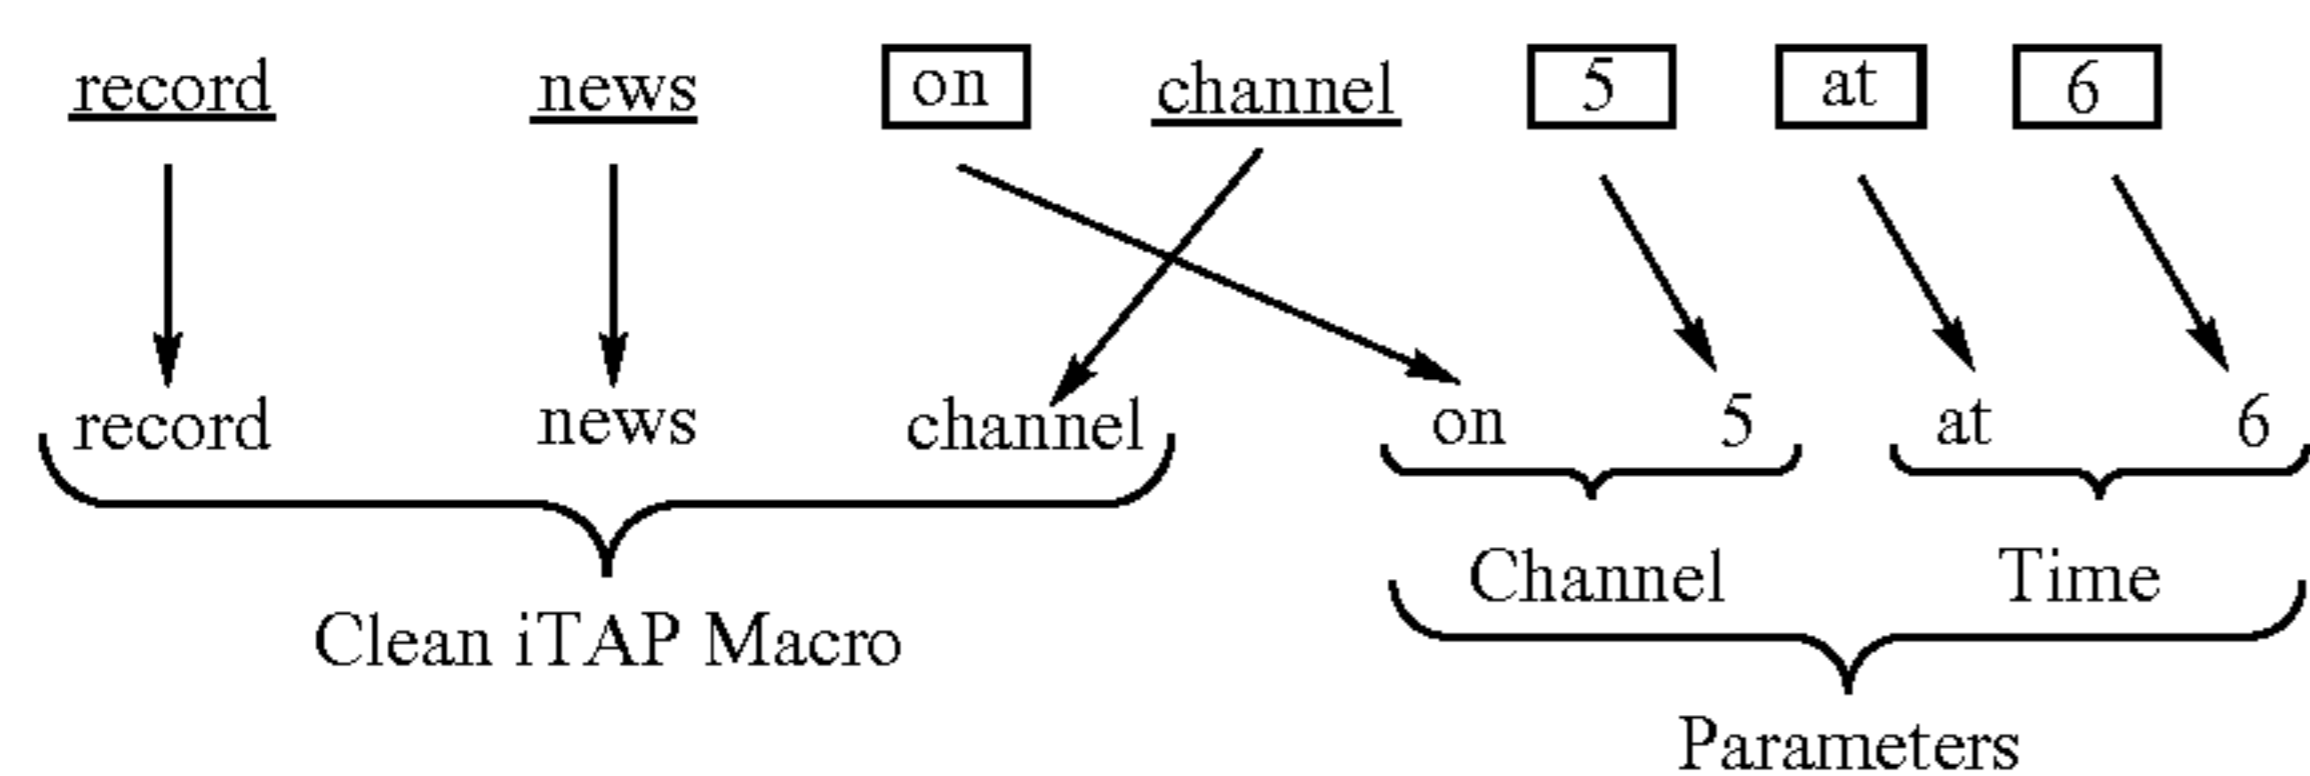 record news on channel 5 at 6
record news channel on 5 at 6
Channel Time
Clean iTAP Macro
Parameters